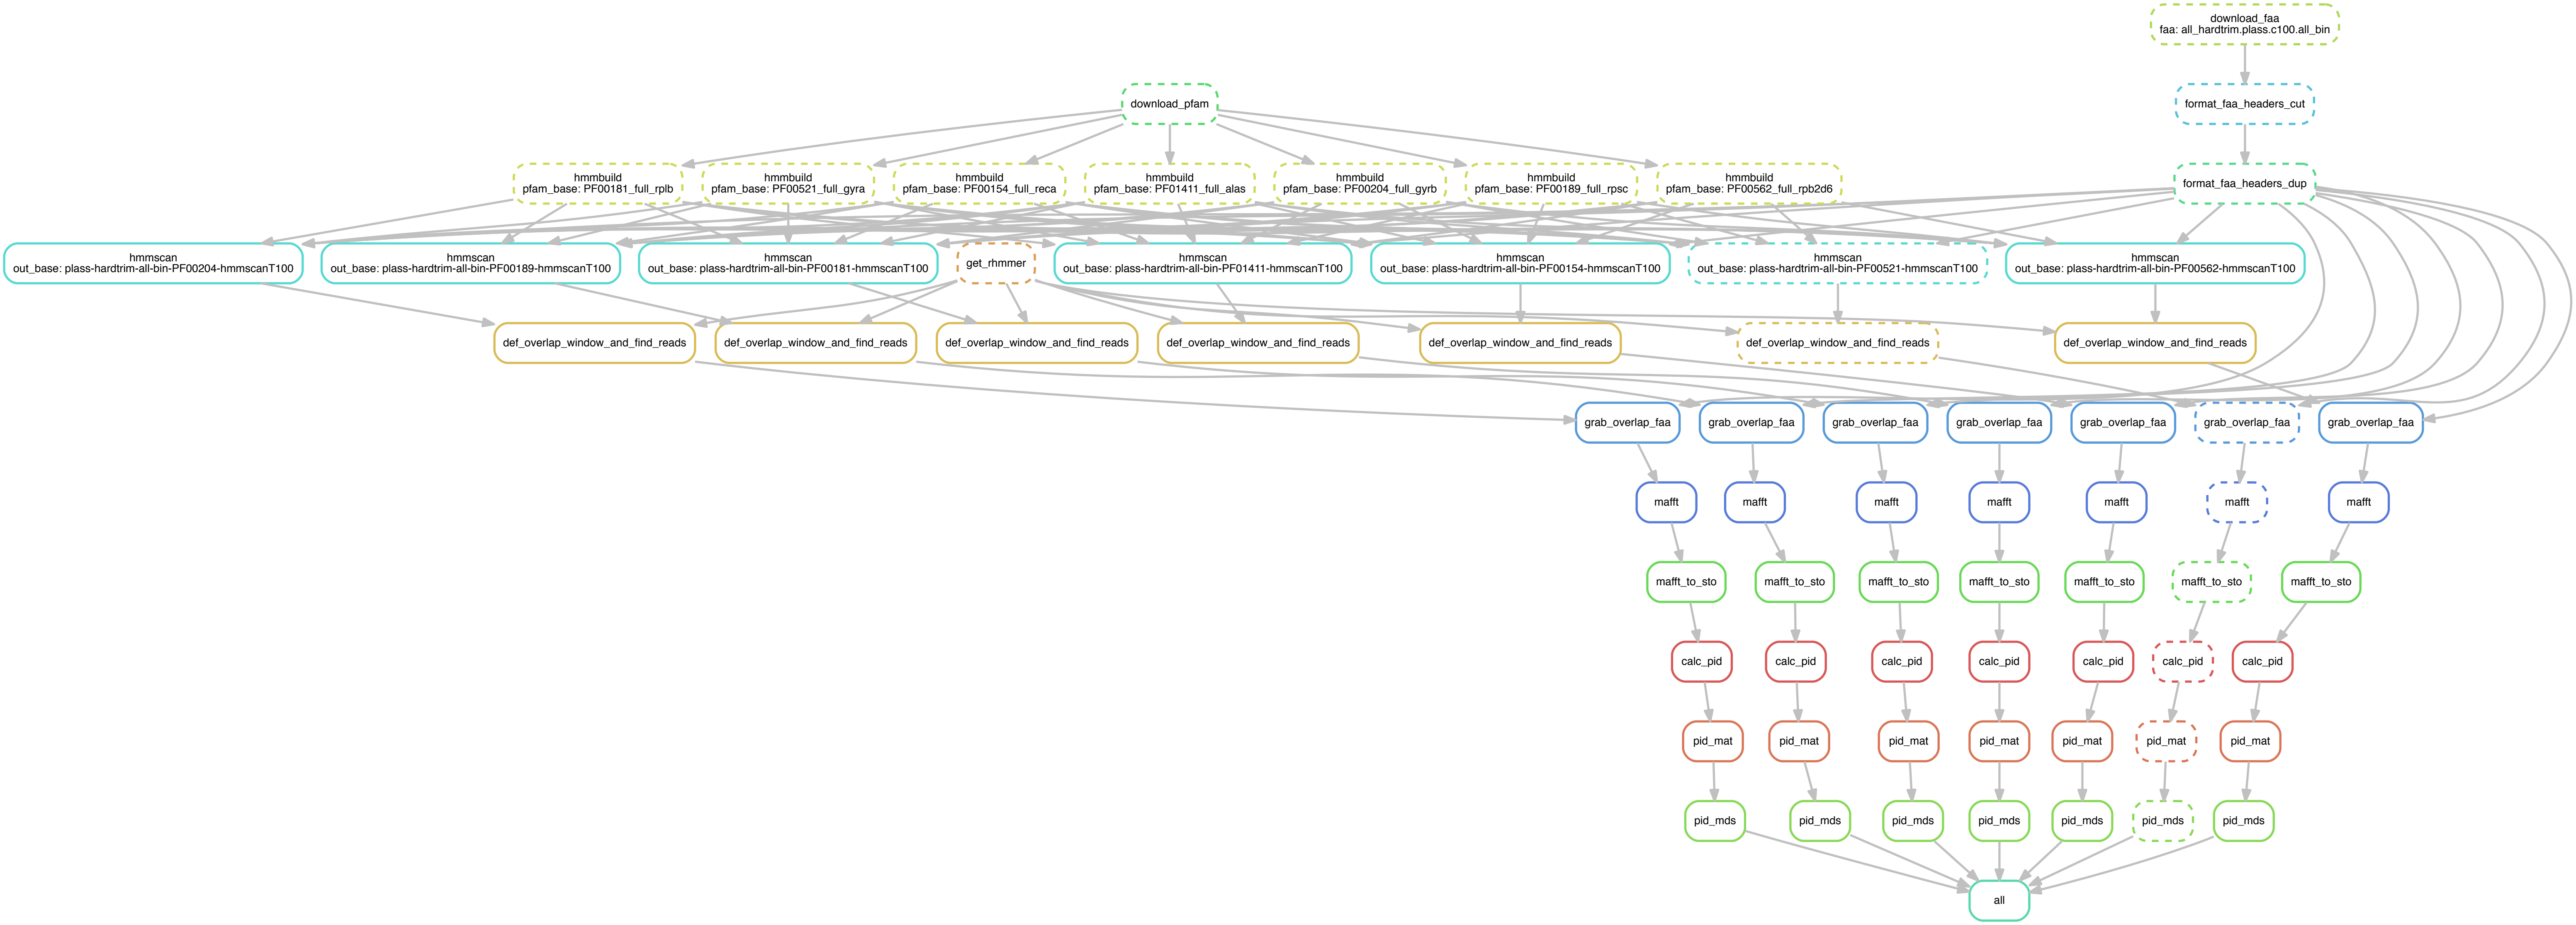 download_faa
faa: all_hardtrim.plass.c100.all_bin
download_pfam
format_faa_headers_cut
hmmbuild
pfam_base: PF00181_full_rplb
hmmbuild
pfam_base: PF00521_full_gyra
hmmbuild
pfam_base: PF00154_full_reca
hmmbuild
pfam_base: PF01411_full_alas
hmmbuild
pfam_base: PF00204_full_gyrb
hmmbuild
pfam_base: PF00189_full_rpsc
hmmbuild
pfam_base: PF00562_full_rpb2d6
format_faa_headers_dup
hmmscan
out_base: plass-hardtrim-all-bin-PF00204-hmmscanT100
hmmscan
out_base: plass-hardtrim-all-bin-PF00189-hmmscanT100
hmmscan
out_base: plass-hardtrim-all-bin-PF00181-hmmscanT100
get_rhmmer
hmmscan
out_base: plass-hardtrim-all-bin-PF01411-hmmscanT100
hmmscan
out_base: plass-hardtrim-all-bin-PF00154-hmmscanT100
hmmscan
out_base: plass-hardtrim-all-bin-PF00521-hmmscanT100
hmmscan
out_base: plass-hardtrim-all-bin-PF00562-hmmscanT100
def_overlap_window_and_find_reads
def_overlap_window_and_find_reads
def_overlap_window_and_find_reads
def_overlap_window_and_find_reads
def_overlap_window_and_find_reads
def_overlap_window_and_find_reads
def_overlap_window_and_find_reads
grab_overlap_faa
grab_overlap_faa
grab_overlap_faa
grab_overlap_faa
grab_overlap_faa
grab_overlap_faa
grab_overlap_faa
mafft
mafft
mafft
mafft
mafft
mafft
mafft
mafft_to_sto
mafft_to_sto
mafft_to_sto
mafft_to_sto
mafft_to_sto
mafft_to_sto
mafft_to_sto
calc_pid
calc_pid
calc_pid
calc_pid
calc_pid
calc_pid
calc_pid
pid_mat
pid_mat
pid_mat
pid_mat
pid_mat
pid_mat
pid_mat
pid_mds
pid_mds
pid_mds
pid_mds
pid_mds
pid_mds
pid_mds
all